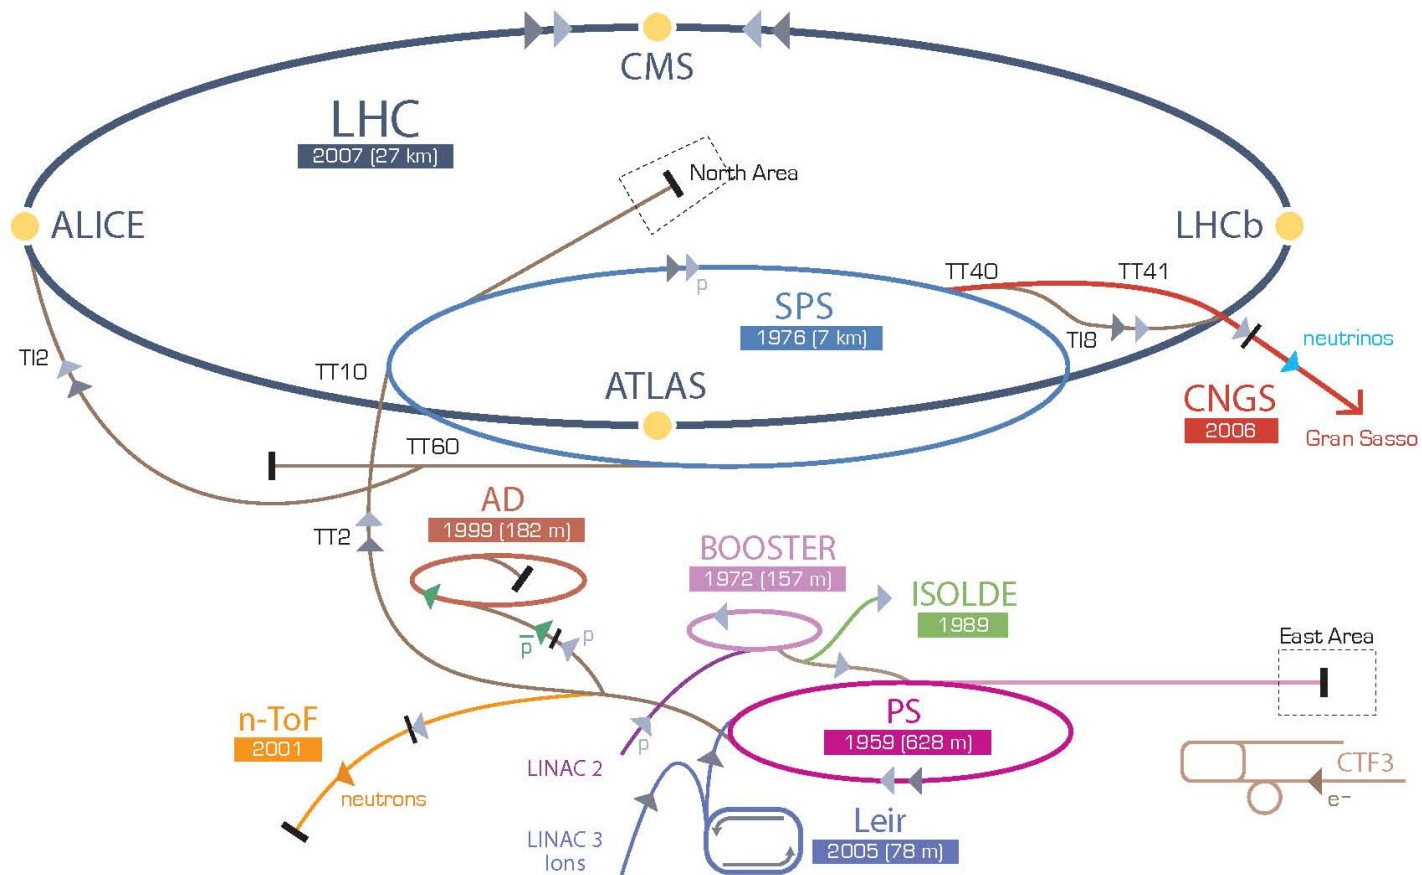 CMS
LHC
2007 (27 km)
North Area
ALICE
LHCb
TT40
TT41
p
SPS
1976 (7 km)
TI8
neutrinos
TI2
TT10
ATLAS
CNGS
2006
Gran Sasso
TT60
AD
1999 (182 m)
TT2
BOOSTER
1972 (157 m)
ISOLDE
1989
p
p
East Area
n-ToF
2001
PS
1959 (628 m)
p
LINAC 2
neutrons
CTF3
e-
LINAC 3
Ions
Leir
2005 (78 m)